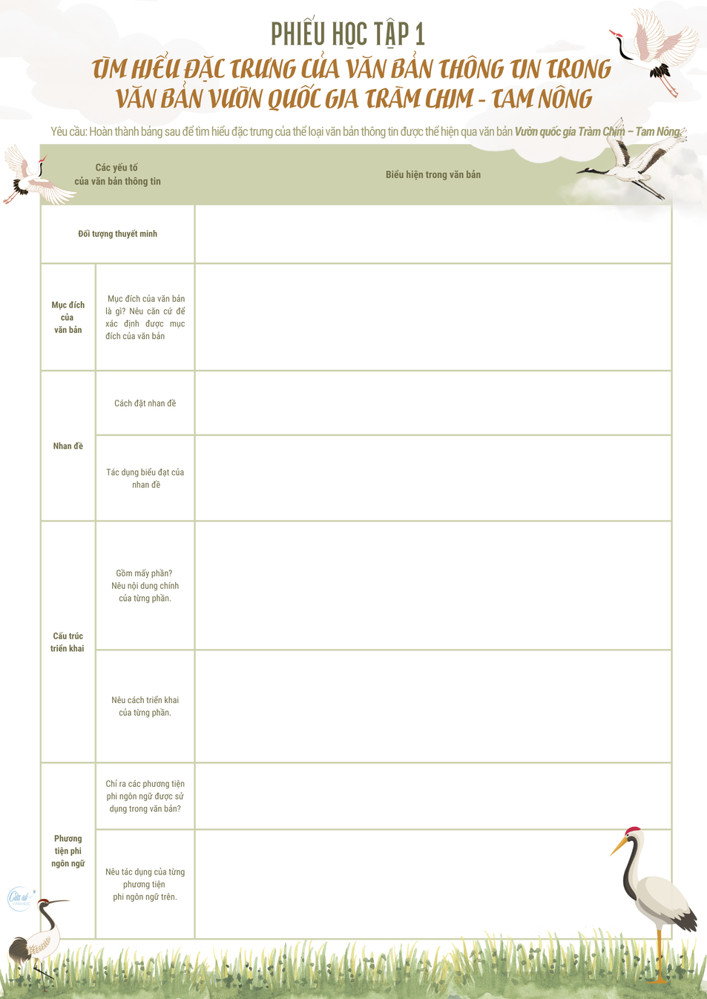 PHIẾU HỌC TẬP 1
TÌM HIỂU ĐẶC TRƯNG CỦA VĂN BẢN THÔNG TIN TRONG
VĂN BẢN VƯỜN QUỐC GIA TRÀM CHIM - TAM NÔNG
Yêu cầu: Hoàn thành bảng sau để tìm hiểu đặc trưng của thể loại văn bản thông tin được thể hiện qua văn bản Vườn quốc gia Tràm Chim – Tam Nông.
Các yếu tố
của văn bản thông tin
Biểu hiện trong văn bản
Đối tượng thuyết minh
Mục đích
của
văn bản
Mục đích của văn bản
là gì? Nêu căn cứ để
xác định được mục
đích của văn bản
Nhan đề
Cách đặt nhan đề
Tác dụng biểu đạt của
nhan đề
Cấu trúc
triển khai
Gồm mấy phần?
Nêu nội dung chính
của từng phần.
Nêu cách triển khai
của từng phần.
Phương
tiện phi
ngôn ngữ
Chỉ ra các phương tiện
phi ngôn ngữ được sử
dụng trong văn bản?
Nêu tác dụng của từng
phương tiện
phi ngôn ngữ trên.
Cửa sổ
VĂN HỌC